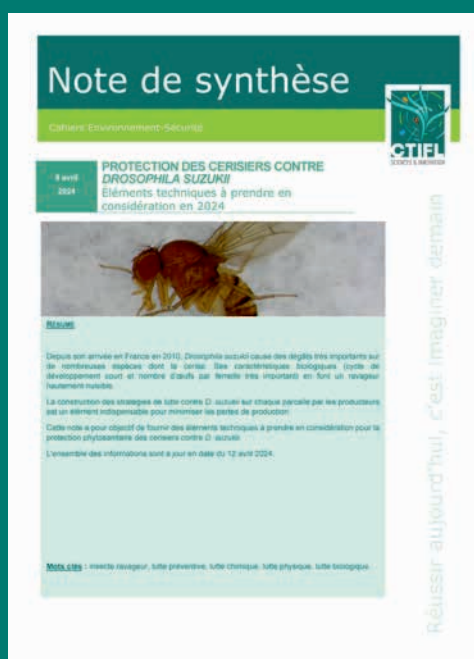 Note de synthèse
Cahiers Environnement-Sécurité
CTIFL
SCIENCES & INNOVATION
8 avril
2024
PROTECTION DES CERISIERS CONTRE
DROSOPHILA SUZUKII
Éléments techniques à prendre en
considération en 2024
RÉSUMÉ
Depuis son arrivée en France en 2010, Drosophila suzukii cause des dégâts très importants sur
de nombreuses espèces dont la cerise. Ses caractéristiques biologiques (cycle de
développement court et nombre d'œufs par femelle très important) en font un ravageur
hautement nuisible.
La construction des stratégies de lutte contre D. suzukii sur chaque parcelle par les producteurs
est un élément indispensable pour minimiser les pertes de production.
Cette note a pour objectif de fournir des éléments techniques à prendre en considération pour la
protection phytosanitaire des cerisiers contre D. suzukii.
L'ensemble des informations sont à jour en date du 12 avril 2024.
Mots clés : insecte ravageur, lutte préventive, lutte chimique, lutte physique, lutte biologique.
Réussir aujourd'hui, c'est imaginer demain